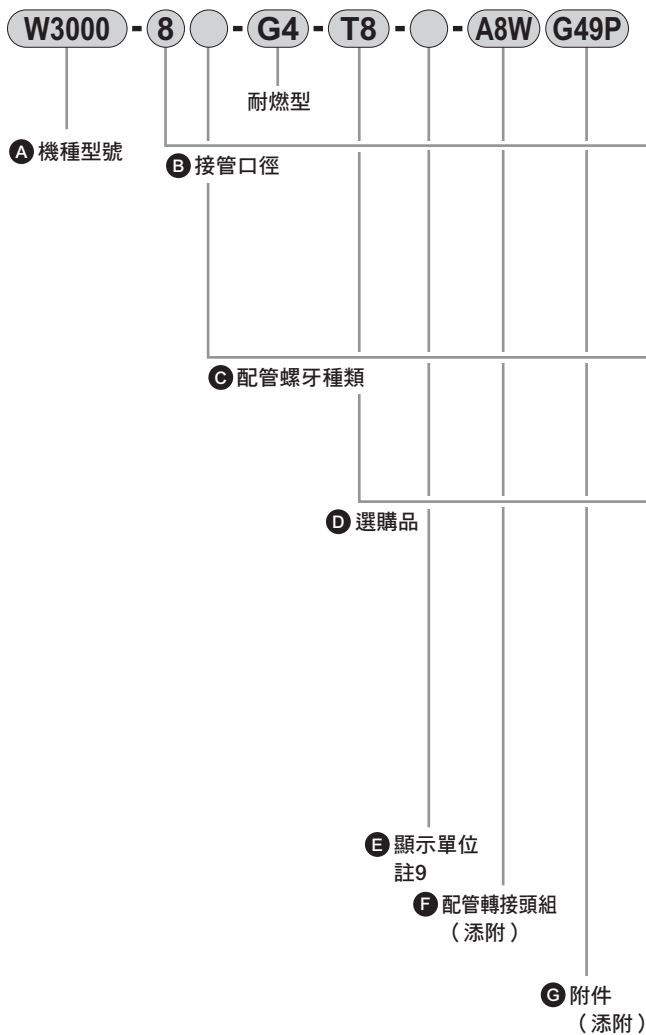 W3000 - 8 - G4 - T8 - - A8W G49P
耐燃型
A 機種型號
B 接管口徑
C 配管螺牙種類
D 選購品
E 顯示單位
註9
F 配管轉接頭組
（添附）
G 附件
（添附）